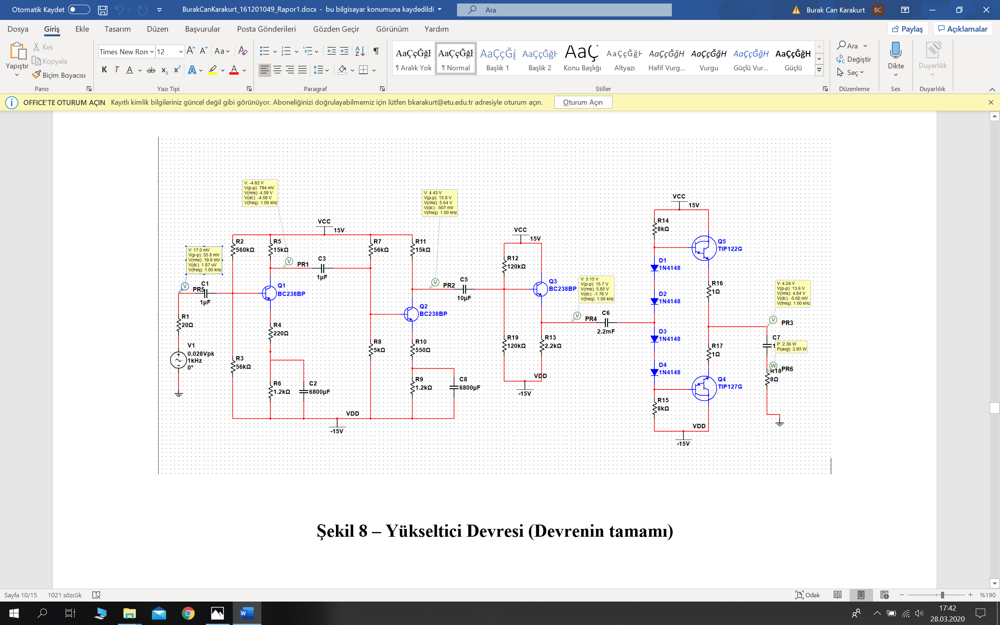 Otomatik Kaydet
BurakCanKarakurt_161201049_Rapor1.docx - bu bilgisayar konumuna kaydedildi
Ara
Burak Can Karakurt
BC
Dosya Giriş Ekle Tasarım Düzen Başvurular Posta Gönderileri Gözden Geçir Görünüm Yardım
Paylaş
Açıklamalar
Yapıştır
Kes
Kopyala
Biçim Boyacısı
Pano
Times New Ron 12
Aa
K T A ab x₂ x² A A
Yazı Tipi
Paragraf
AaÇçĞğH AaÇçĞğH AaÇçĞğ AaÇçĞğH AaÇ AaÇçĞğH AaÇçĞğH AaÇçĞğH AaÇçĞğH AaÇçĞğH
¶ Aralık Yok ¶ Normal Başlık 1 Başlık 2 Konu Başlığı Altyazı Hafif Vurg... Vurgu Güçlü Vur... Güçlü
Stiller
Ara
Değiştir
Seç
Düzenleme
Dikte
Ses
Duyarlılık
Duyarlılık
OFFICE'TE OTURUM AÇIN Kayıtlı kimlik bilgileriniz güncel değil gibi görünüyor. Aboneliğinizi doğrulayabilmemiz için lütfen bkarakurt@etu.edu.tr adresiyle oturum açın.
Oturum Açın
V: -4.82 V
V(p-p): 794 mV
V(rms): 4.59 V
V(dc): -4.59 V
V(freq): 1.00 kHz
V: 4.43 V
V(p-p): 15.8 V
V(rms): 5.64 V
V(dc): -507 mV
V(freq): 1.00 kHz
V: 17.0 mV
V(p-p): 55.8 mV
V(rms): 19.8 mV
V(dc): 1.87 uV
V(freq): 1.00 kHz
V
PR5
C1
1µF
R1
20Ω
V1
0.028Vpk
1kHz
0°
R2
560kΩ
R3
56kΩ
R5
15kΩ
V
PR1
C3
1µF
VCC
15V
Q1
BC238BP
R4
220Ω
R6
1.2kΩ
C2
6800µF
R7
56kΩ
R8
5kΩ
R11
15kΩ
V
PR2
C5
10µF
Q2
BC238BP
R10
550Ω
R9
1.2kΩ
C8
6800µF
VDD
-15V
VCC
15V
R12
120kΩ
R19
120kΩ
Q3
BC238BP
R13
2.2kΩ
VDD
-15V
V: 3.15 V
V(p-p): 15.7 V
V(rms): 5.85 V
V(dc): -1.76 V
V(freq): 1.00 kHz
V
PR4
C6
2.2mF
VCC
15V
R14
8kΩ
D1
1N4148
D2
1N4148
D3
1N4148
D4
1N4148
R15
8kΩ
Q5
TIP122G
R16
1Ω
R17
1Ω
Q4
TIP127G
VDD
-15V
V: 4.24 V
V(p-p): 13.6 V
V(rms): 4.84 V
V(dc): -5.60 mV
V(freq): 1.00 kHz
V
PR3
C7
1
P: 2.36 W
P(avg): 2.93 W
W
PR6
R18
8Ω
Şekil 8 – Yükseltici Devresi (Devrenin tamamı)
Sayfa 10/15
1021 sözcük
Odak
%190
17:42
28.03.2020